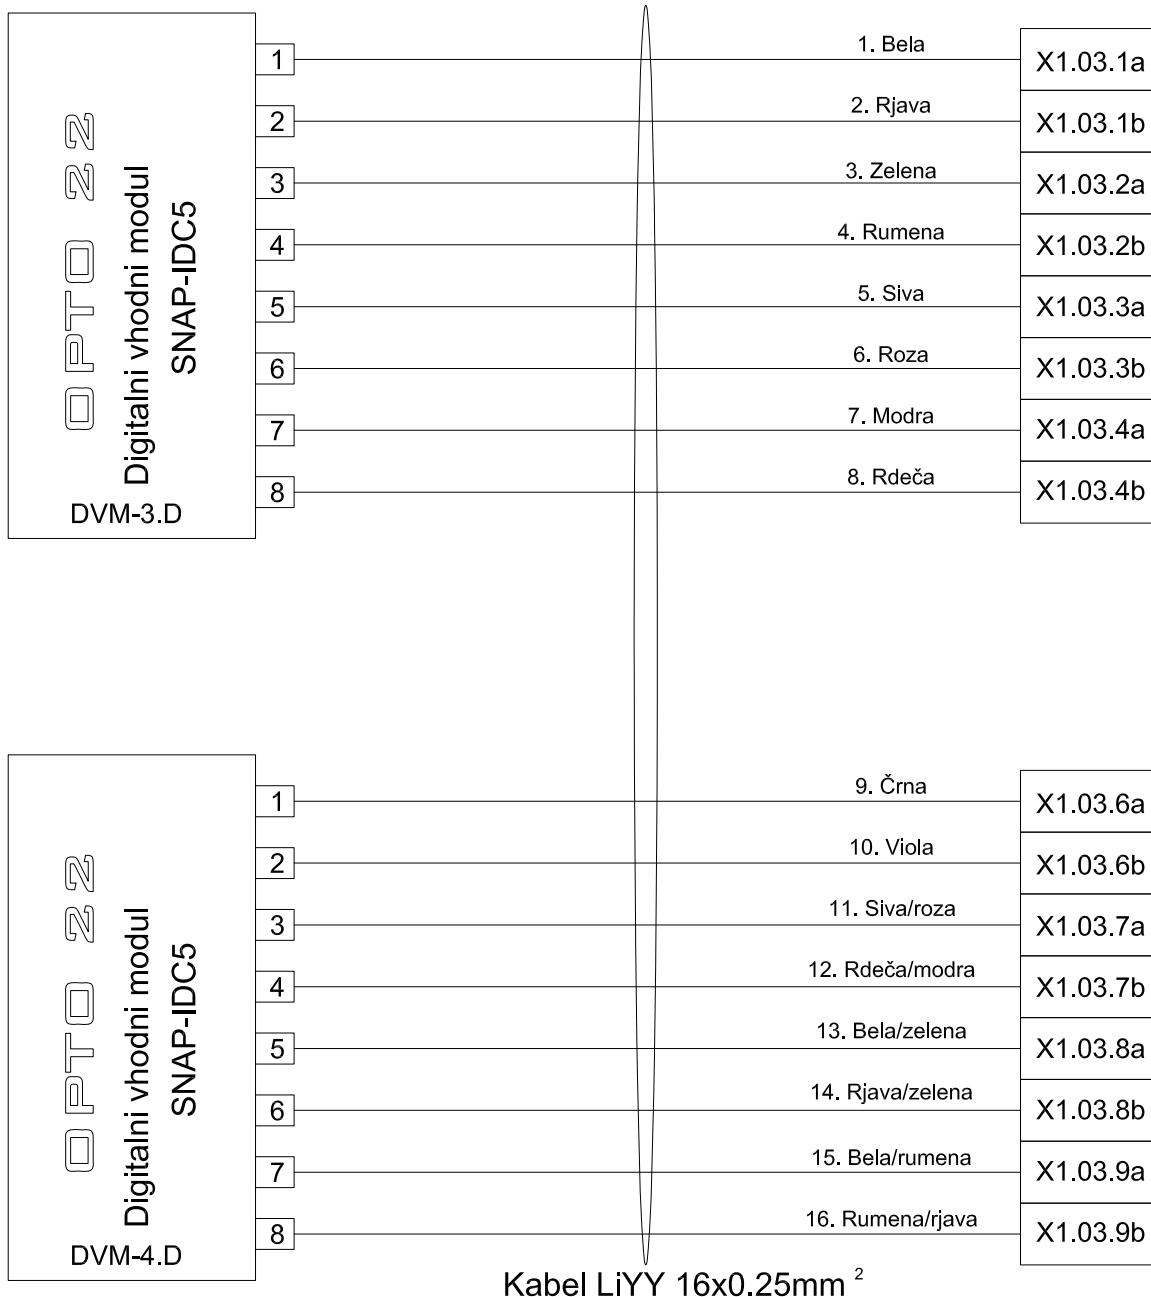 1 1. Bela X1.03.1a
2 2. Rjava X1.03.1b
3 3. Zelena X1.03.2a
4 4. Rumena X1.03.2b
5 5. Siva X1.03.3a
6 6. Roza X1.03.3b
7 7. Modra X1.03.4a
8 8. Rdeča X1.03.4b
OPTO 22
Digitalni vhodni modul
SNAP-IDC5
DVM-3.D
1 9. Črna X1.03.6a
2 10. Viola X1.03.6b
3 11. Siva/roza X1.03.7a
4 12. Rdeča/modra X1.03.7b
5 13. Bela/zelena X1.03.8a
6 14. Rjava/zelena X1.03.8b
7 15. Bela/rumena X1.03.9a
8 16. Rumena/rjava X1.03.9b
OPTO 22
Digitalni vhodni modul
SNAP-IDC5
DVM-4.D
Kabel LiYY 16x0.25mm ²